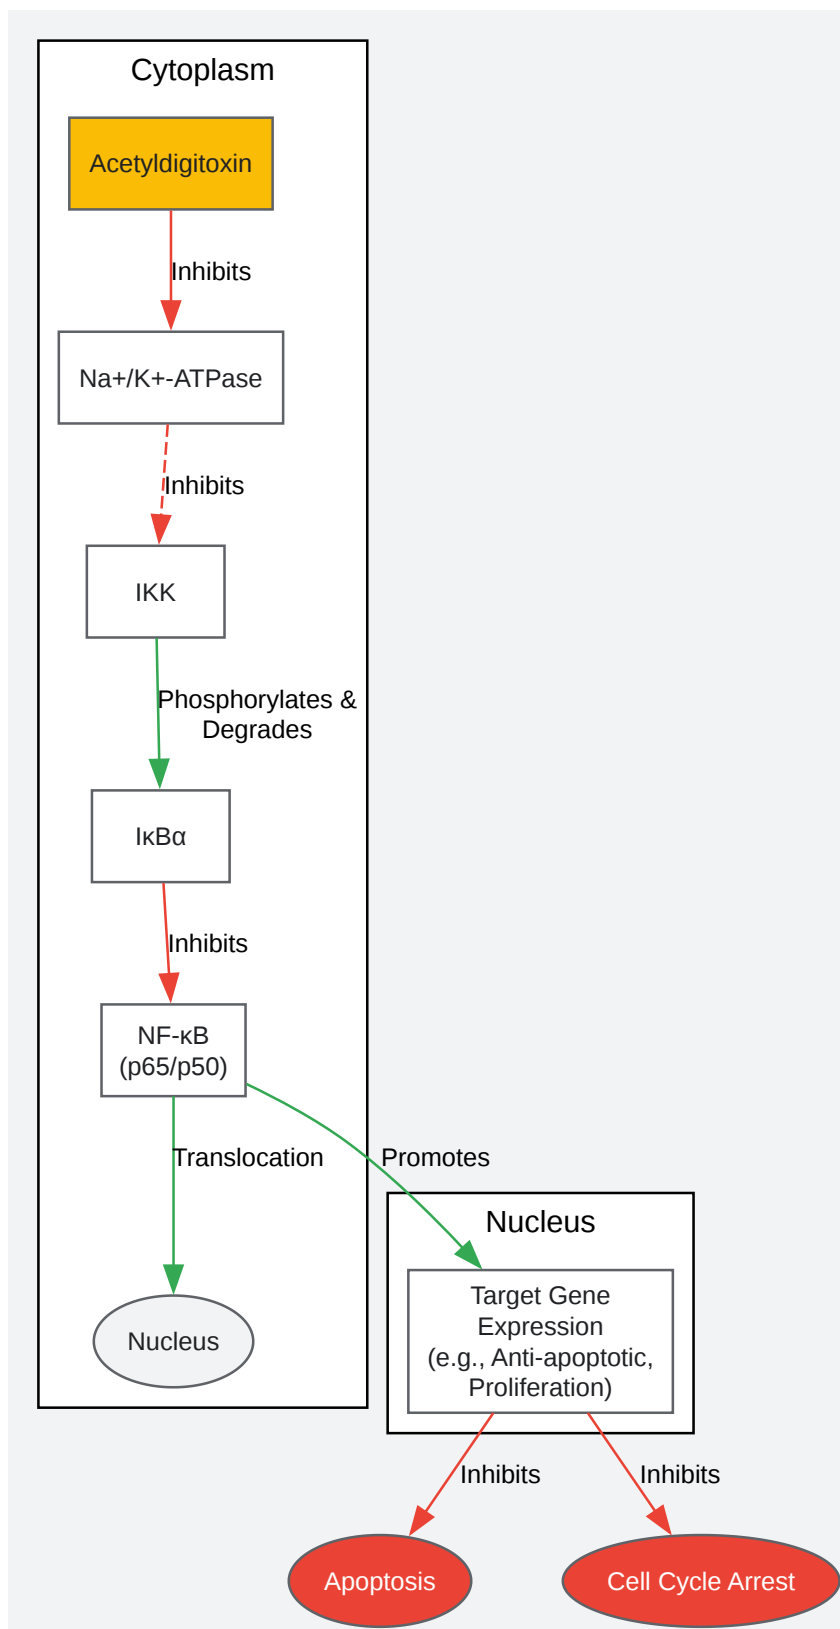 Cytoplasm
Acetyldigitoxin
Inhibits
Na+/K+-ATPase
Inhibits
IKK
Phosphorylates &
Degrades
IκBα
Inhibits
NF-κB
(p65/p50)
Translocation
Promotes
Nucleus
Target Gene
Expression
(e.g., Anti-apoptotic,
Proliferation)
Nucleus
Inhibits
Inhibits
Apoptosis
Cell Cycle Arrest